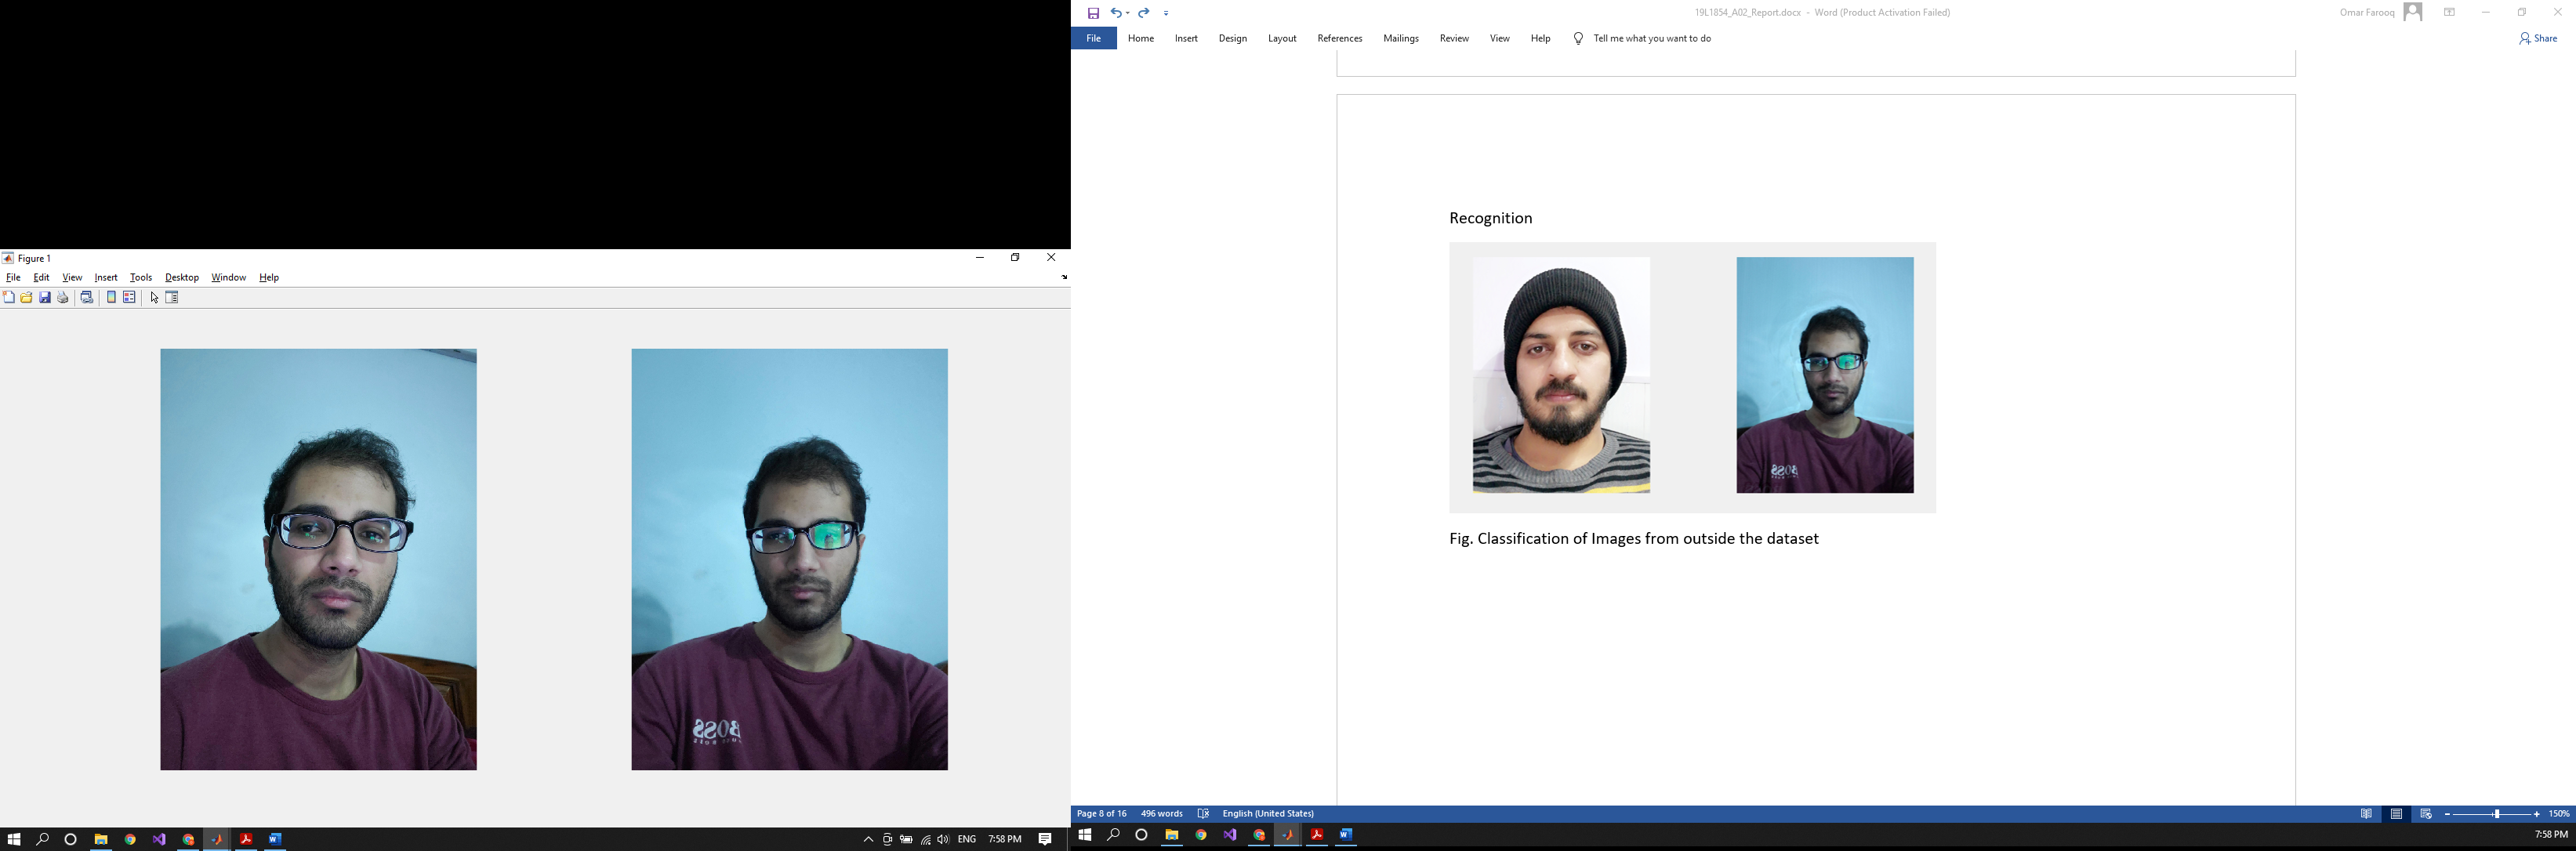 Figure 1
File Edit View Insert Tools Desktop Window Help
BOSS
ENG 7:58 PM
19L1854_A02_Report.docx - Word (Product Activation Failed)
Omar Farooq
File Home Insert Design Layout References Mailings Review View Help Tell me what you want to do
Share
Recognition
BOSS
Fig. Classification of Images from outside the dataset
Page 8 of 16 496 words English (United States)
150%
7:58 PM